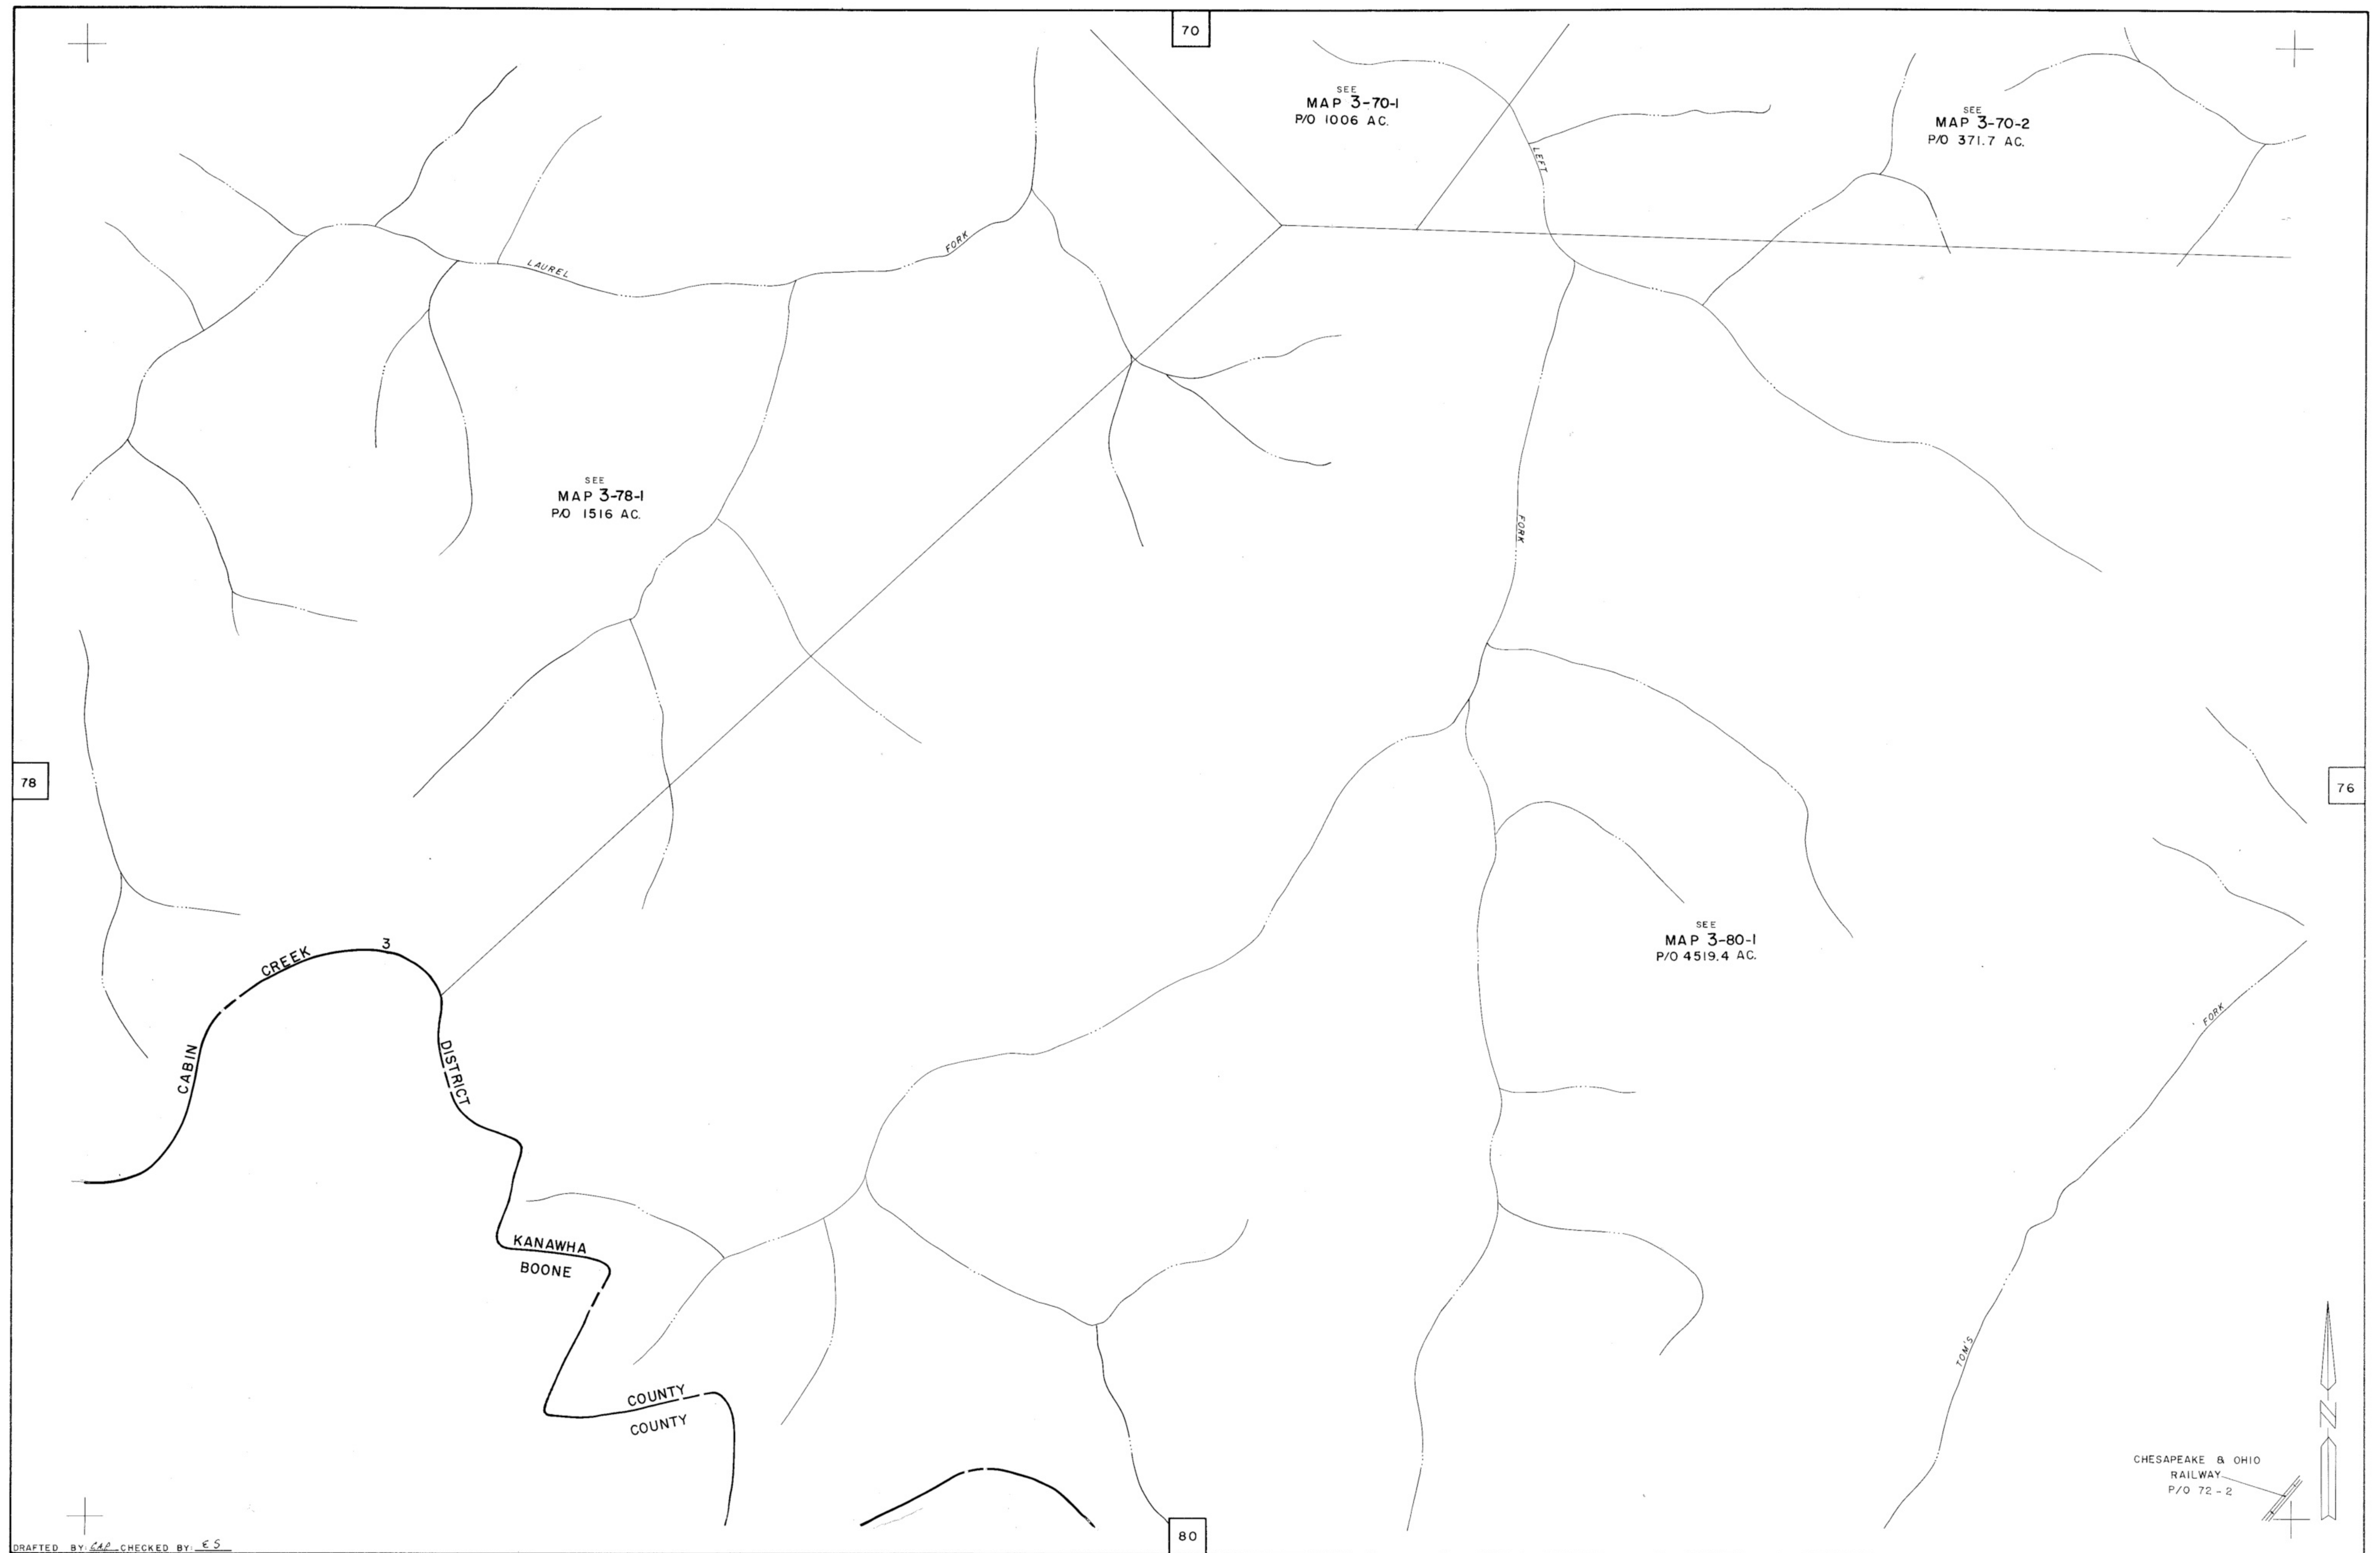 70
SEE
MAP 3-70-1
P/O 1006 AC.
SEE
MAP 3-70-2
P/O 371.7 AC.
LEFT
FORK
LAUREL
SEE
MAP 3-78-1
P/O 1516 AC.
FORK
78
76
SEE
MAP 3-80-1
P/O 4519.4 AC.
CABIN CREEK 3 DISTRICT
FORK
TOM'S
KANAWHA
BOONE
COUNTY
COUNTY
N
CHESAPEAKE & OHIO
RAILWAY
P/O 72-2
80
DRAFTED BY: CAP CHECKED BY: ES